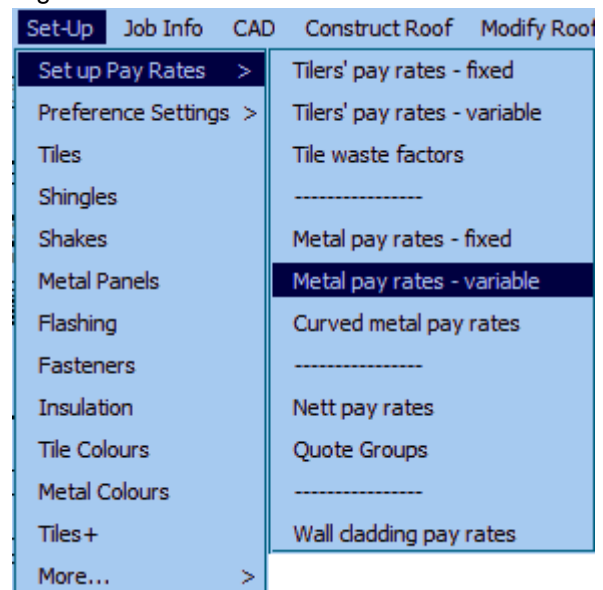 Set-Up Job Info CAD Construct Roof Modify Roof
Set up Pay Rates >
Preference Settings >
Tiles
Shingles
Shakes
Metal Panels
Flashing
Fasteners
Insulation
Tile Colours
Metal Colours
Tiles+
More... >
Tilers' pay rates - fixed
Tilers' pay rates - variable
Tile waste factors
----------------
Metal pay rates - fixed
Metal pay rates - variable
Curved metal pay rates
----------------
Nett pay rates
Quote Groups
----------------
Wall cladding pay rates